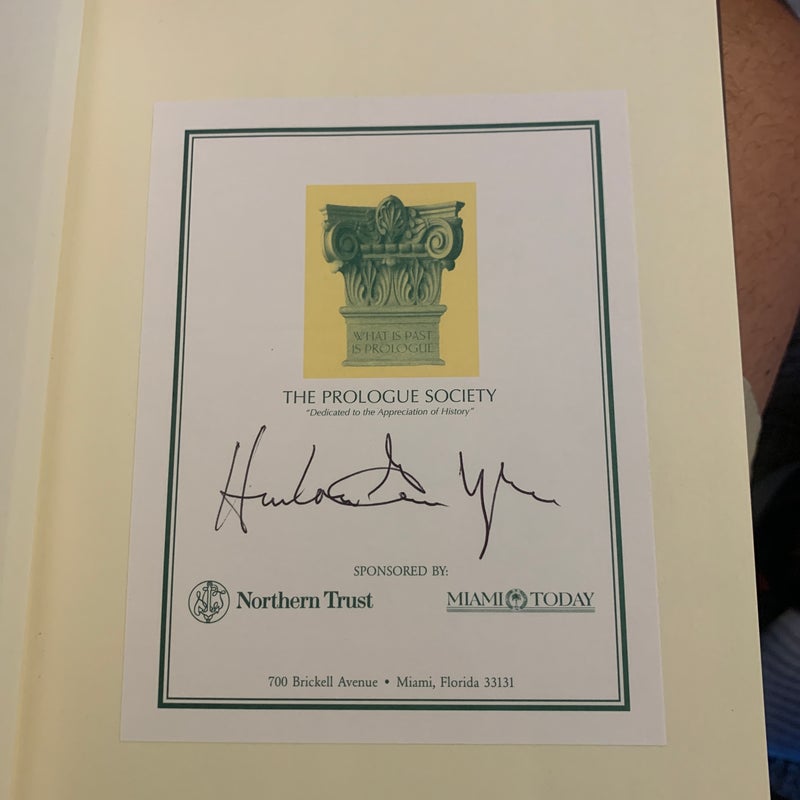 WHAT IS PAST
IS PROLOGUE
THE PROLOGUE SOCIETY
"Dedicated to the Appreciation of History"
SPONSORED BY:
Northern Trust
MIAMI TODAY
700 Brickell Avenue • Miami, Florida 33131